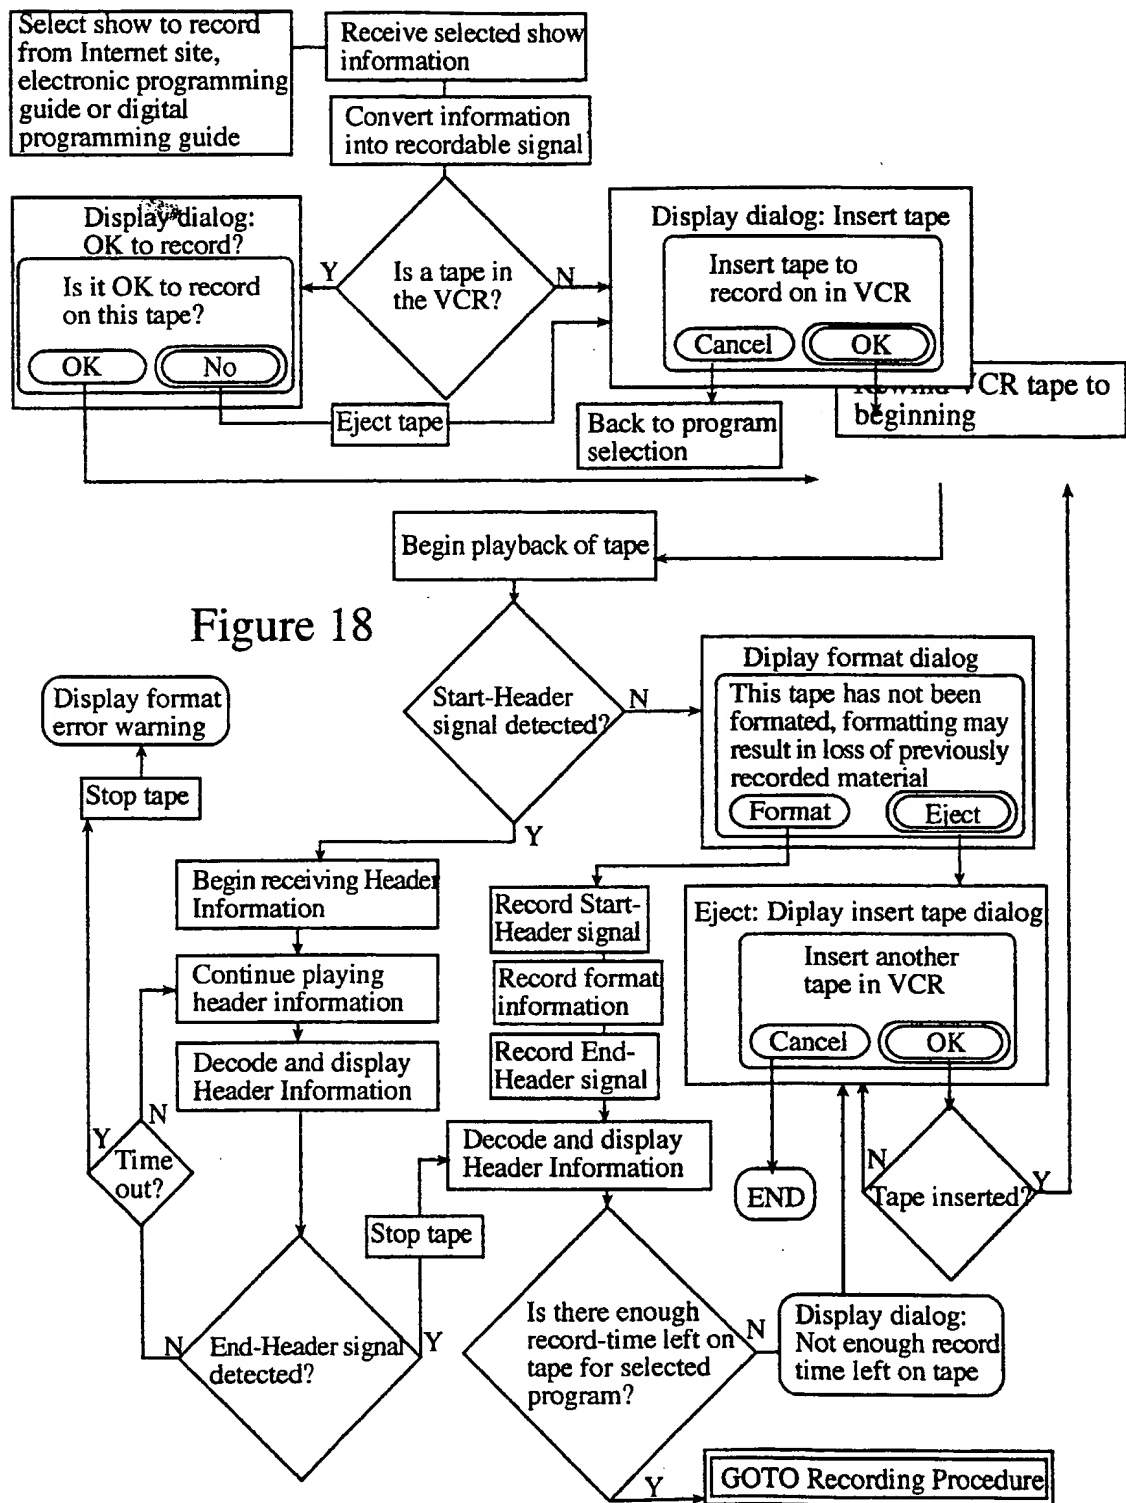 Select show to record
from Internet site,
electronic programming
guide or digital
programming guide
Receive selected show
information
Convert information
into recordable signal
Display dialog:
OK to record?
Is it OK to record
on this tape?
OK
No
Y
Is a tape in
the VCR?
N
Display dialog: Insert tape
Insert tape to
record on in VCR
Cancel
OK
Eject tape
Back to program
selection
VCR tape to
beginning
Begin playback of tape
Figure 18
Start-Header
signal detected?
N
Y
Diplay format dialog
This tape has not been
formated, formatting may
result in loss of previously
recorded material
Format
Eject
Display format
error warning
Stop tape
Begin receiving Header
Information
Continue playing
header information
Decode and display
Header Information
Record Start-
Header signal
Record format
information
Record End-
Header signal
Eject: Diplay insert tape dialog
Insert another
tape in VCR
Cancel
OK
Y
N
Time
out?
Decode and display
Header Information
END
N
Tape inserted?
Y
Stop tape
N
End-Header signal
detected?
Y
Is there enough
record-time left on
tape for selected
program?
N
Display dialog:
Not enough record
time left on tape
Y
GOTO Recording Procedure